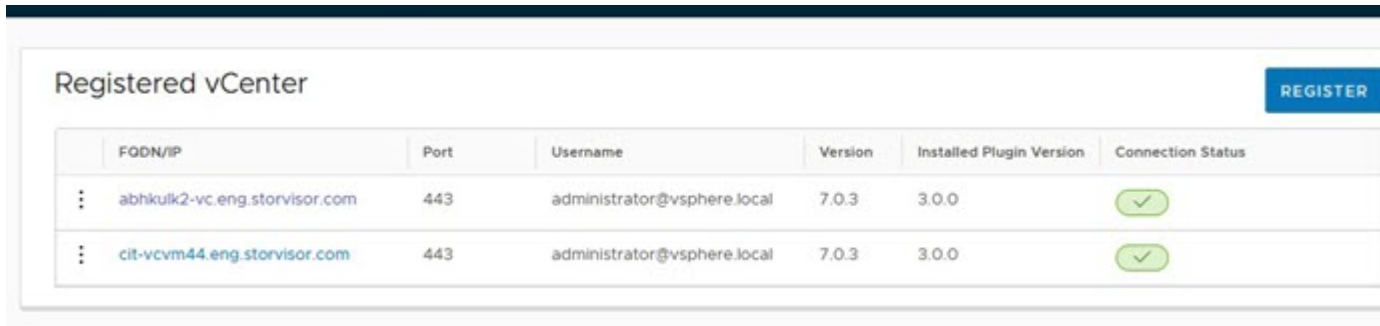 Registered vCenter
REGISTER
FQDN/IP Port Username Version Installed Plugin Version Connection Status
abhkulk2-vc.eng.storvisor.com 443 administrator@vsphere.local 7.0.3 3.0.0
cit-vcvm44.eng.storvisor.com 443 administrator@vsphere.local 7.0.3 3.0.0